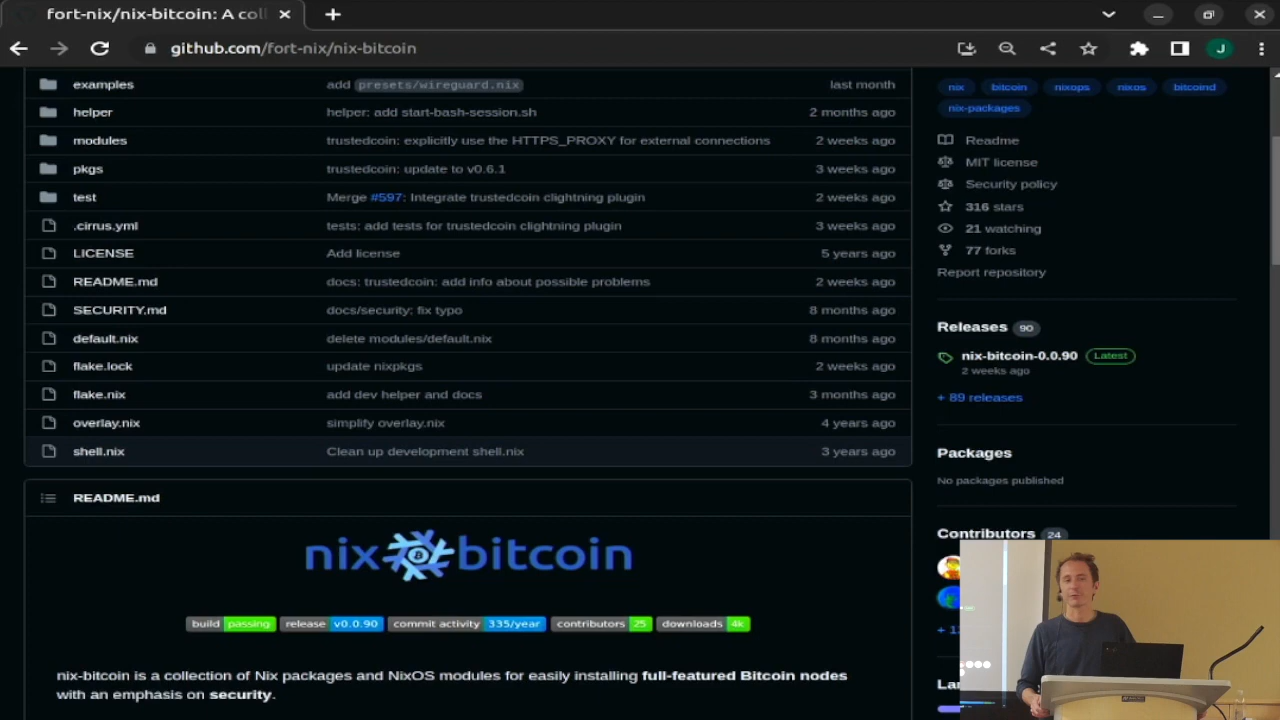 fort-nix/nix-bitcoin: A col
github.com/fort-nix/nix-bitcoin
J
examples add presets/wireguard.nix last month
helper helper: add start-bash-session.sh 2 months ago
modules trustedcoin: explicitly use the HTTPS_PROXY for external connections 2 weeks ago
pkgs trustedcoin: update to v0.6.1 3 weeks ago
test Merge #597: Integrate trustedcoin clightning plugin 2 weeks ago
.cirrus.yml tests: add tests for trustedcoin clightning plugin 3 weeks ago
LICENSE Add license 5 years ago
README.md docs: trustedcoin: add info about possible problems 2 weeks ago
SECURITY.md docs/security: fix typo 8 months ago
default.nix delete modules/default.nix 8 months ago
flake.lock update nixpkgs 2 weeks ago
flake.nix add dev helper and docs 3 months ago
overlay.nix simplify overlay.nix 4 years ago
shell.nix Clean up development shell.nix 3 years ago
README.md
nix bitcoin
build passing release v0.0.90 commit activity 335/year contributors 25 downloads 4k
nix-bitcoin is a collection of Nix packages and NixOS modules for easily installing full-featured Bitcoin nodes
with an emphasis on security.
nix bitcoin nixops nixos bitcoind
nix-packages
Readme
MIT license
Security policy
316 stars
21 watching
77 forks
Report repository
Releases 90
nix-bitcoin-0.0.90 Latest
2 weeks ago
+ 89 releases
Packages
No packages published
Contributors 24